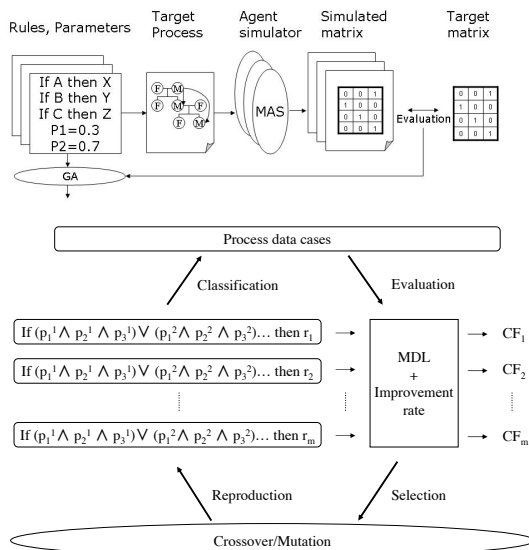 Rules, Parameters
Target Process
Agent simulator
Simulated matrix
Target matrix
If A then X
If B then Y
If C then Z
P1=0.3
P2=0.7
F M
F M F
F M
MAS
0 0 1
1 0 0
0 1 0
0 0 1
Evaluation
0 0 1
1 0 0
0 1 0
0 0 1
GA
Process data cases
Classification
Evaluation
If (p₁¹ ∧ p₂¹ ∧ p₃¹) ∨ (p₁² ∧ p₂² ∧ p₃²)… then r₁
If (p₁¹ ∧ p₂¹ ∧ p₃¹) ∨ (p₁² ∧ p₂² ∧ p₃²)… then r₂
If (p₁¹ ∧ p₂¹ ∧ p₃¹) ∨ (p₁² ∧ p₂² ∧ p₃²)… then rₘ
MDL
+
Improvement
rate
CF₁
CF₂
CFₘ
Reproduction
Selection
Crossover/Mutation